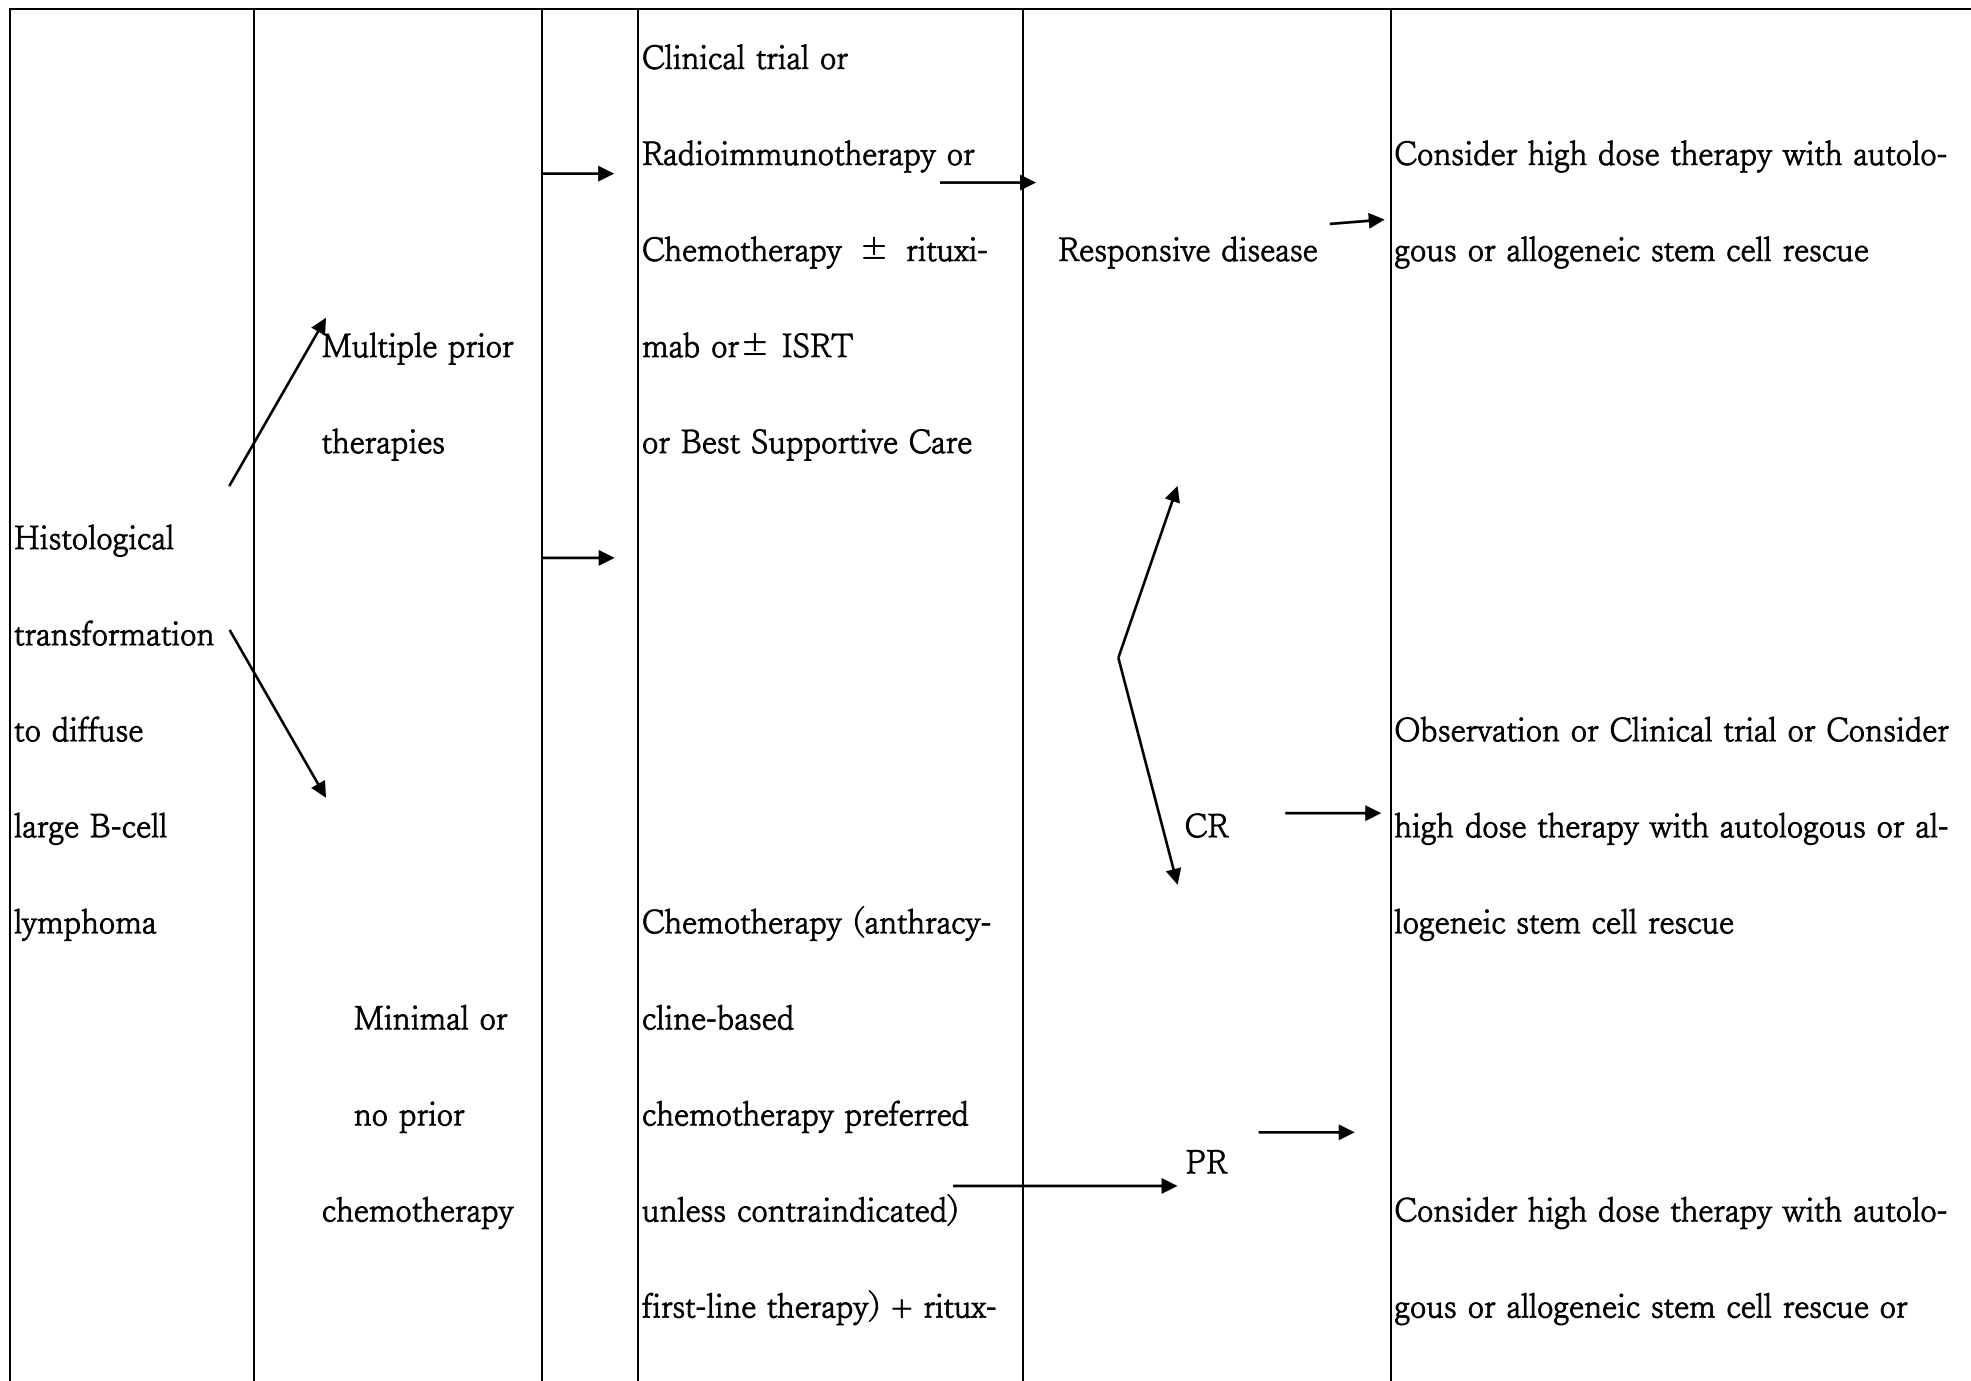 Histological
transformation
to diffuse
large B-cell
lymphoma
Multiple prior
therapies
Minimal or
no prior
chemotherapy
Clinical trial or
Radioimmunotherapy or
Chemotherapy ± rituxi-
mab or± ISRT
or Best Supportive Care
Chemotherapy (anthracy-
cline-based
chemotherapy preferred
unless contraindicated)
first-line therapy) + ritux-
Responsive disease
CR
PR
Consider high dose therapy with autolo-
gous or allogeneic stem cell rescue
Observation or Clinical trial or Consider
high dose therapy with autologous or al-
logeneic stem cell rescue
Consider high dose therapy with autolo-
gous or allogeneic stem cell rescue or